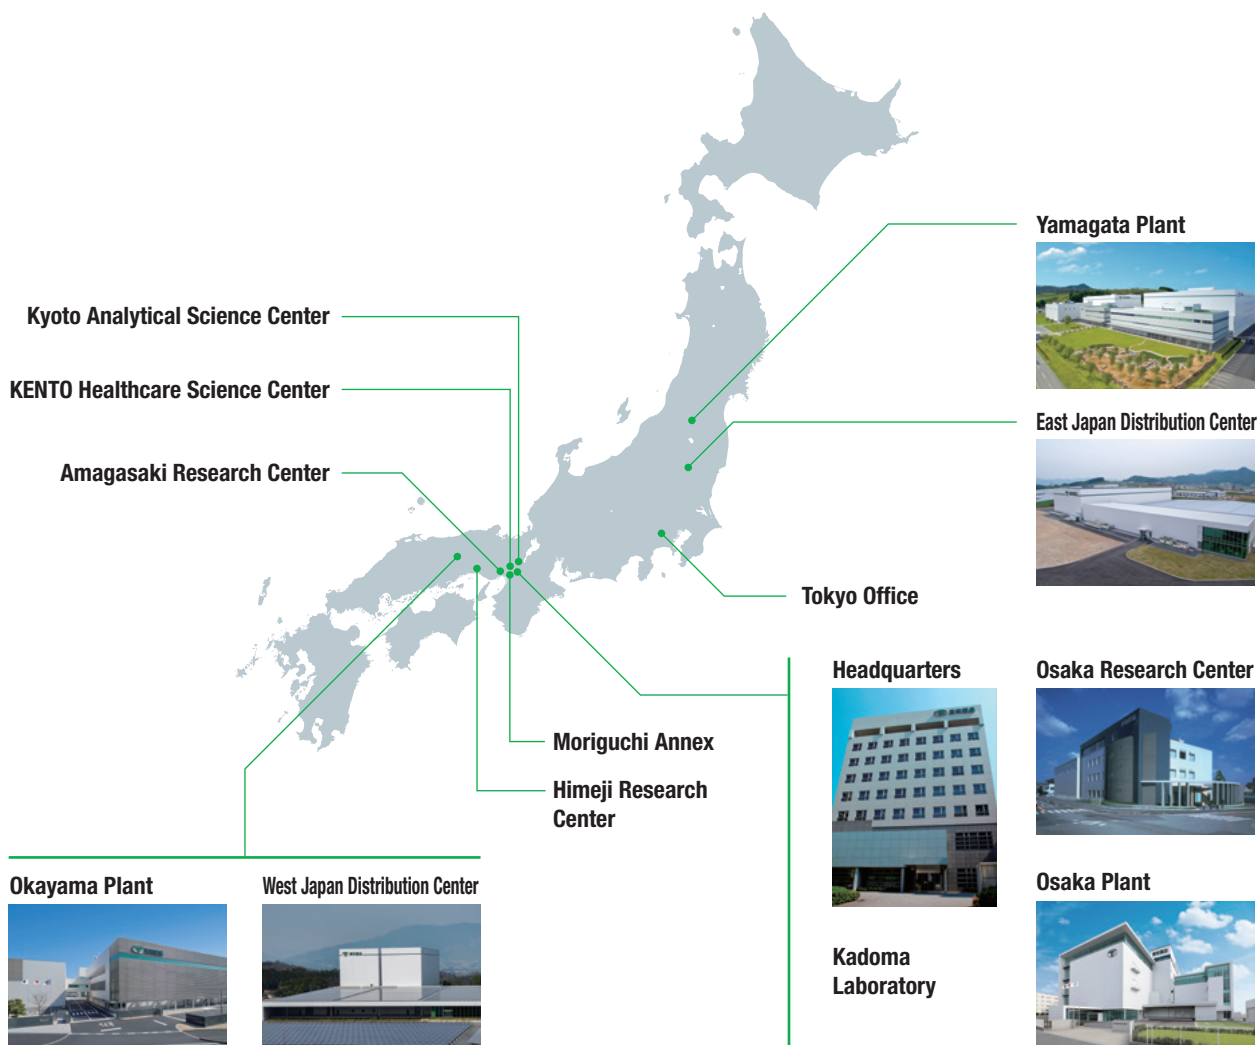 Yamagata Plant
Kyoto Analytical Science Center
KENTO Healthcare Science Center
East Japan Distribution Center
Amagasaki Research Center
Tokyo Office
Headquarters
Osaka Research Center
Moriguchi Annex
Himeji Research
Center
Okayama Plant
West Japan Distribution Center
Osaka Plant
Kadoma
Laboratory